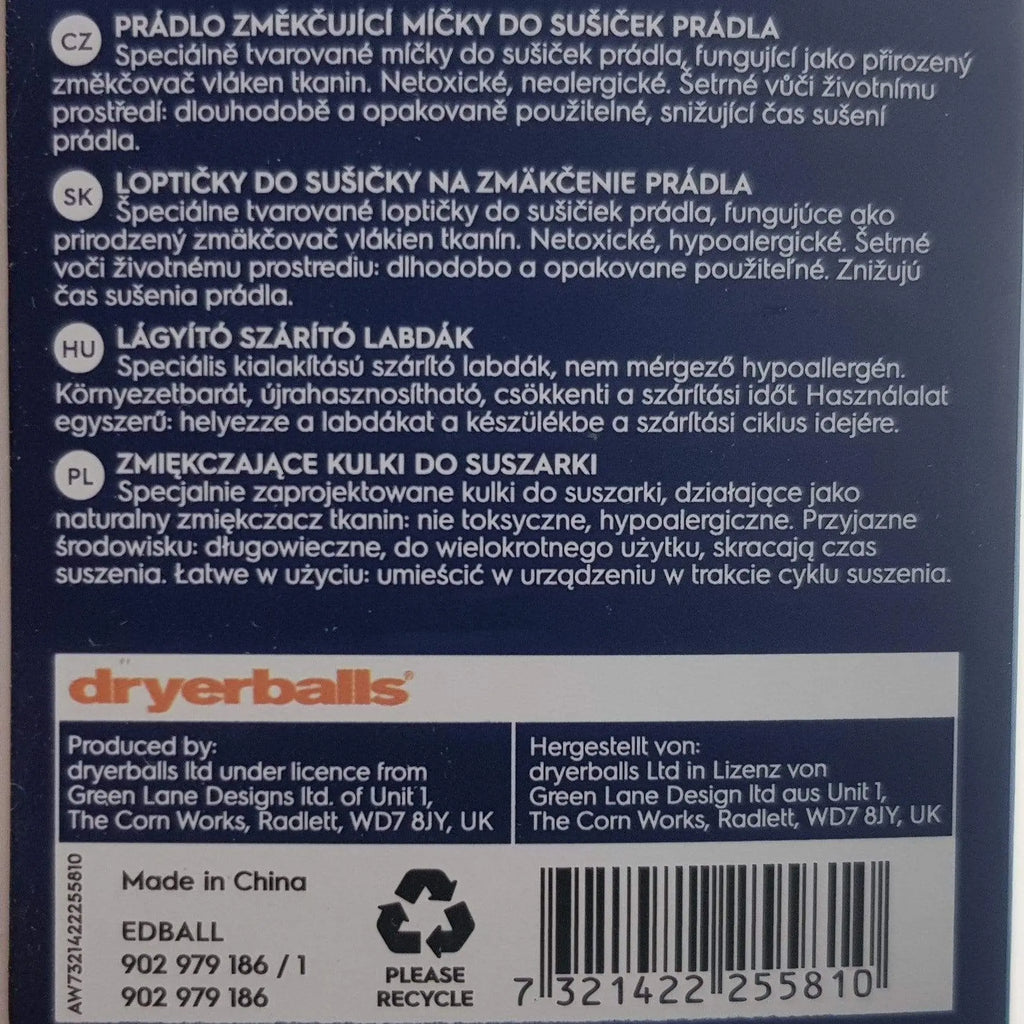 CZ
PRÁDLO ZMĚKČUJÍCÍ MÍČKY DO SUŠIČEK PRÁDLA
Speciálně tvarované míčky do sušiček prádla, fungující jako přirozený
změkčovač vláken tkanin. Netoxické, nealergické. Šetrné vůči životnímu
prostředí: dlouhodobě a opakovaně použitelné, snižující čas sušení
prádla.
SK
LOPTIČKY DO SUŠIČKY NA ZMÄKČENIE PRÁDLA
Špeciálne tvarované loptičky do sušičiek prádla, fungujúce ako
prirodzený zmäkčovač vlákien tkanín. Netoxické, hypoalergické. Šetrné
voči životnému prostrediu: dlhodobo a opakovane použiteľné. Znižujú
čas sušenia prádla.
HU
LÁGYÍTÓ SZÁRÍTÓ LABDÁK
Speciális kialakítású szárító labdák, nem mérgező hypoallergén.
Környezetbarát, újrahasznosítható, csökkenti a szárítási időt. Használalat
egyszerű: helyezze a labdákat a készülékbe a szárítási ciklus idejére.
PL
ZMIĘKCZAJĄCE KULKI DO SUSZARKI
Specjalnie zaprojektowane kulki do suszarki, działające jako
naturalny zmiękczacz tkanin: nie toksyczne, hypoalergiczne. Przyjazne
środowisku: długowieczne, do wielokrotnego użytku, skracają czas
suszenia. Łatwe w użyciu: umieścić w urządzeniu w trakcie cyklu suszenia.
dryerballs®
Produced by:
dryerballs ltd under licence from
Green Lane Designs ltd. of Unit 1,
The Corn Works, Radlett, WD7 8JY, UK
Hergestellt von:
dryerballs Ltd in Lizenz von
Green Lane Design ltd aus Unit 1,
The Corn Works, Radlett, WD7 8JY, UK
AW7321422255810
Made in China
EDBALL
902 979 186 / 1
902 979 186
PLEASE
RECYCLE
7 321422 255810